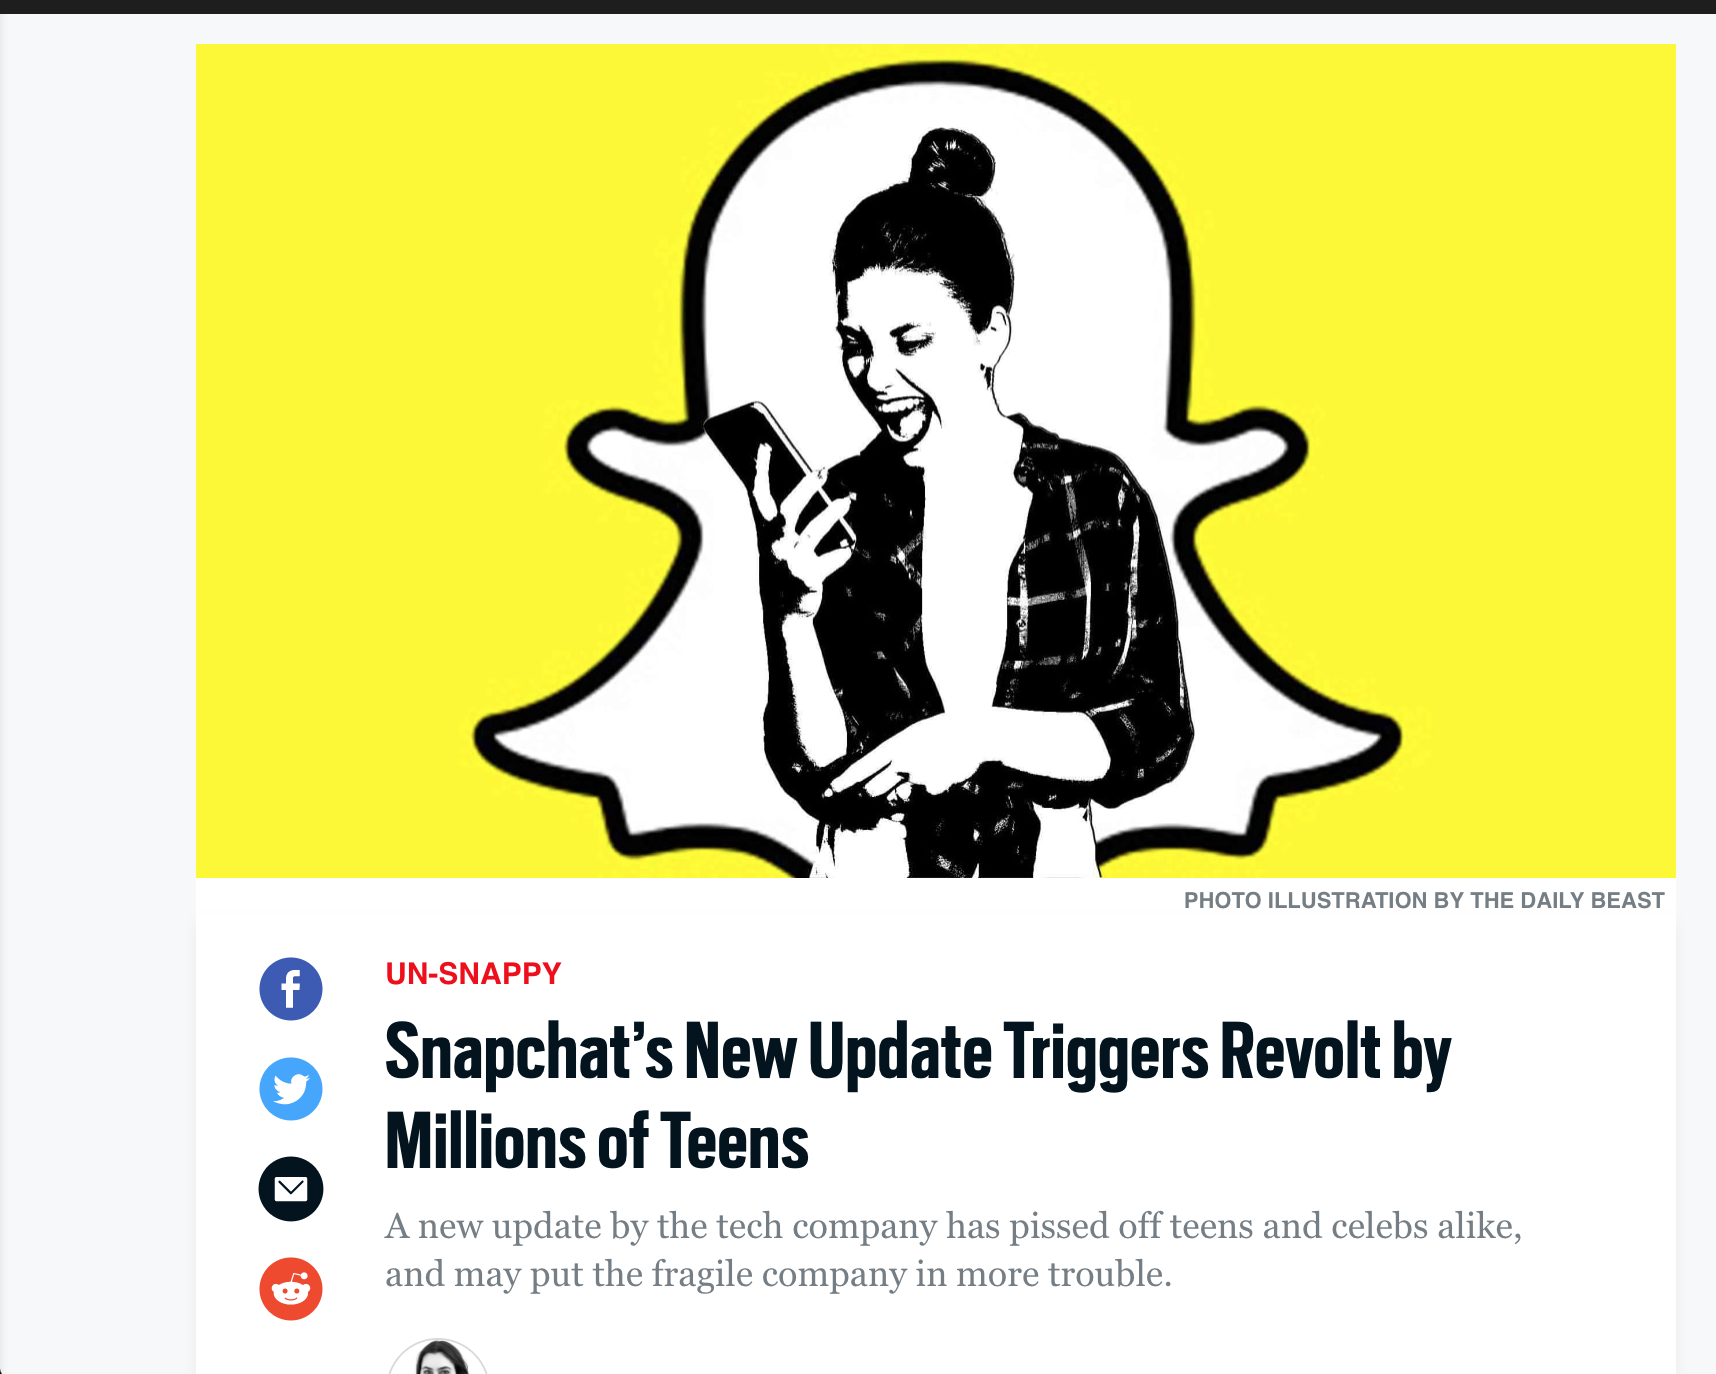 PHOTO ILLUSTRATION BY THE DAILY BEAST
UN-SNAPPY
Snapchat’s New Update Triggers Revolt by
Millions of Teens
A new update by the tech company has pissed off teens and celebs alike,
and may put the fragile company in more trouble.